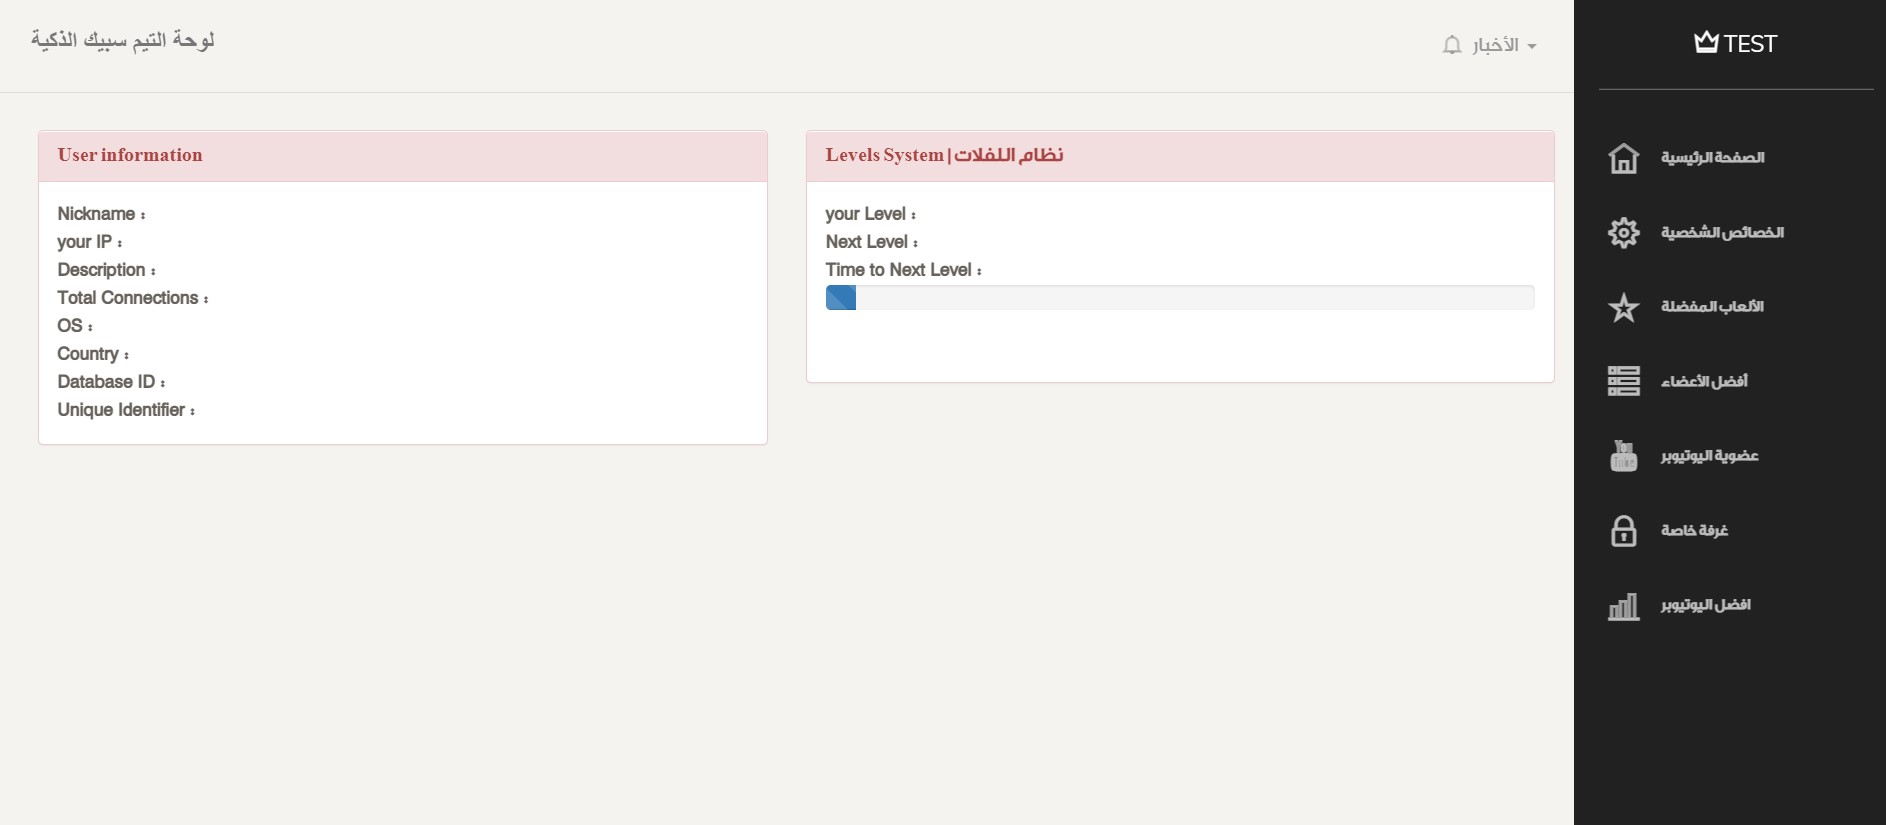 لوحة التيم سبيك الذكية
الأخبار
TEST
User information
Nickname :
your IP :
Description :
Total Connections :
OS :
Country :
Database ID :
Unique Identifier :
Levels System | نظام اللفلات
your Level :
Next Level :
Time to Next Level :
الصفحة الرئيسية
الخصائص الشخصية
الألعاب المفضلة
أفضل الأعضاء
You
Tube
عضوية اليوتيوبر
غرفة خاصة
افضل اليوتيوبر